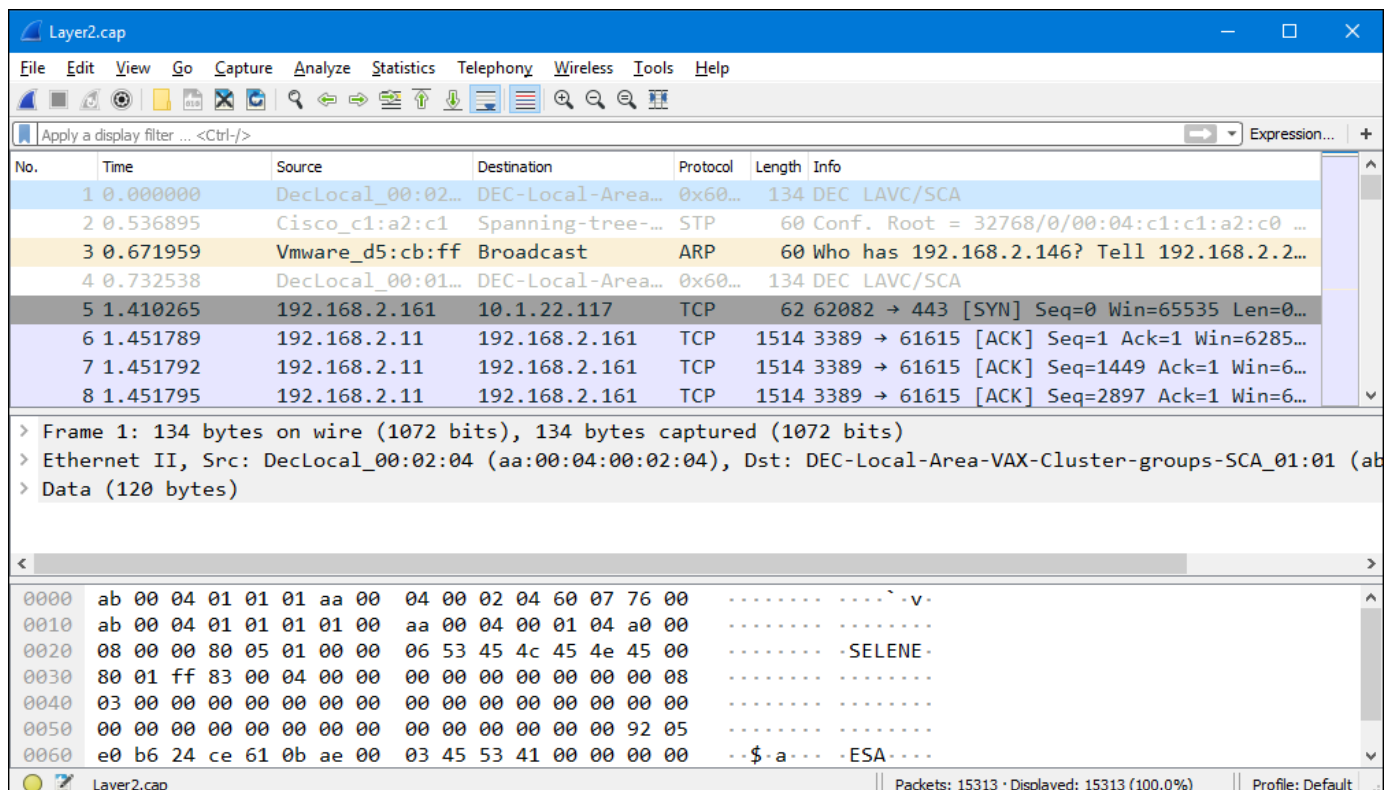 Layer2.cap
File Edit View Go Capture Analyze Statistics Telephony Wireless Tools Help
Apply a display filter ... <Ctrl-/> Expression... +
No. Time Source Destination Protocol Length Info
1 0.000000 DecLocal_00:02… DEC-Local-Area… 0x60… 134 DEC LAVC/SCA
2 0.536895 Cisco_c1:a2:c1 Spanning-tree-… STP 60 Conf. Root = 32768/0/00:04:c1:c1:a2:c0 …
3 0.671959 Vmware_d5:cb:ff Broadcast ARP 60 Who has 192.168.2.146? Tell 192.168.2.2…
4 0.732538 DecLocal_00:01… DEC-Local-Area… 0x60… 134 DEC LAVC/SCA
5 1.410265 192.168.2.161 10.1.22.117 TCP 62 62082 → 443 [SYN] Seq=0 Win=65535 Len=0…
6 1.451789 192.168.2.11 192.168.2.161 TCP 1514 3389 → 61615 [ACK] Seq=1 Ack=1 Win=6285…
7 1.451792 192.168.2.11 192.168.2.161 TCP 1514 3389 → 61615 [ACK] Seq=1449 Ack=1 Win=6…
8 1.451795 192.168.2.11 192.168.2.161 TCP 1514 3389 → 61615 [ACK] Seq=2897 Ack=1 Win=6…
> Frame 1: 134 bytes on wire (1072 bits), 134 bytes captured (1072 bits)
> Ethernet II, Src: DecLocal_00:02:04 (aa:00:04:00:02:04), Dst: DEC-Local-Area-VAX-Cluster-groups-SCA_01:01 (ab
> Data (120 bytes)
0000 ab 00 04 01 01 01 aa 00 04 00 02 04 60 07 76 00 ········ ····`·v·
0010 ab 00 04 01 01 01 01 00 aa 00 04 00 01 04 a0 00 ········ ········
0020 08 00 00 80 05 01 00 00 06 53 45 4c 45 4e 45 00 ········ ·SELENE·
0030 80 01 ff 83 00 04 00 00 00 00 00 00 00 00 00 08 ········ ········
0040 03 00 00 00 00 00 00 00 00 00 00 00 00 00 00 00 ········ ········
0050 00 00 00 00 00 00 00 00 00 00 00 00 00 00 92 05 ········ ········
0060 e0 b6 24 ce 61 0b ae 00 03 45 53 41 00 00 00 00 ··$·a··· ·ESA····
Layer2.cap Packets: 15313 · Displayed: 15313 (100.0%) Profile: Default